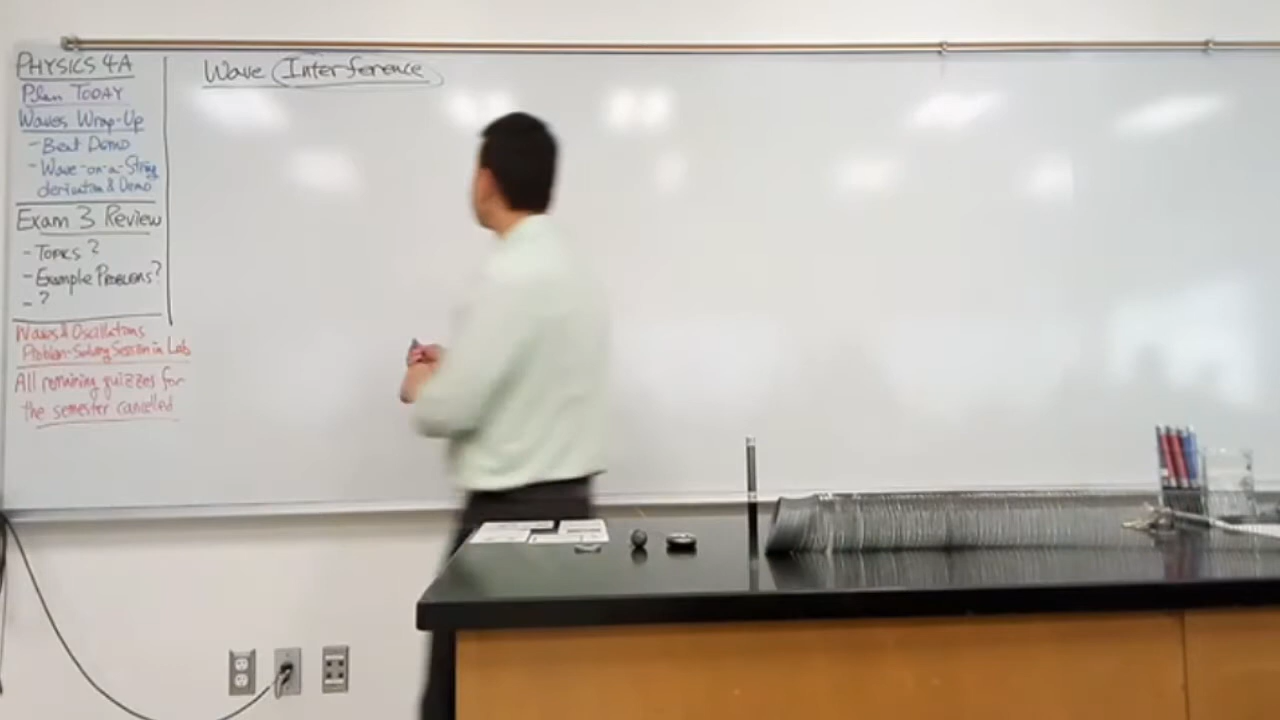 PHYSICS 4A
Plan TODAY
Waves Wrap-Up
- Beat Demo
- Wave-on-a-String
derivation & Demo
Exam 3 Review
- Topics?
- Example Problems?
- ?
Waves & Oscillations
Problem-Solving Session in Lab
All remaining quizzes for
the semester cancelled
Wave Interference